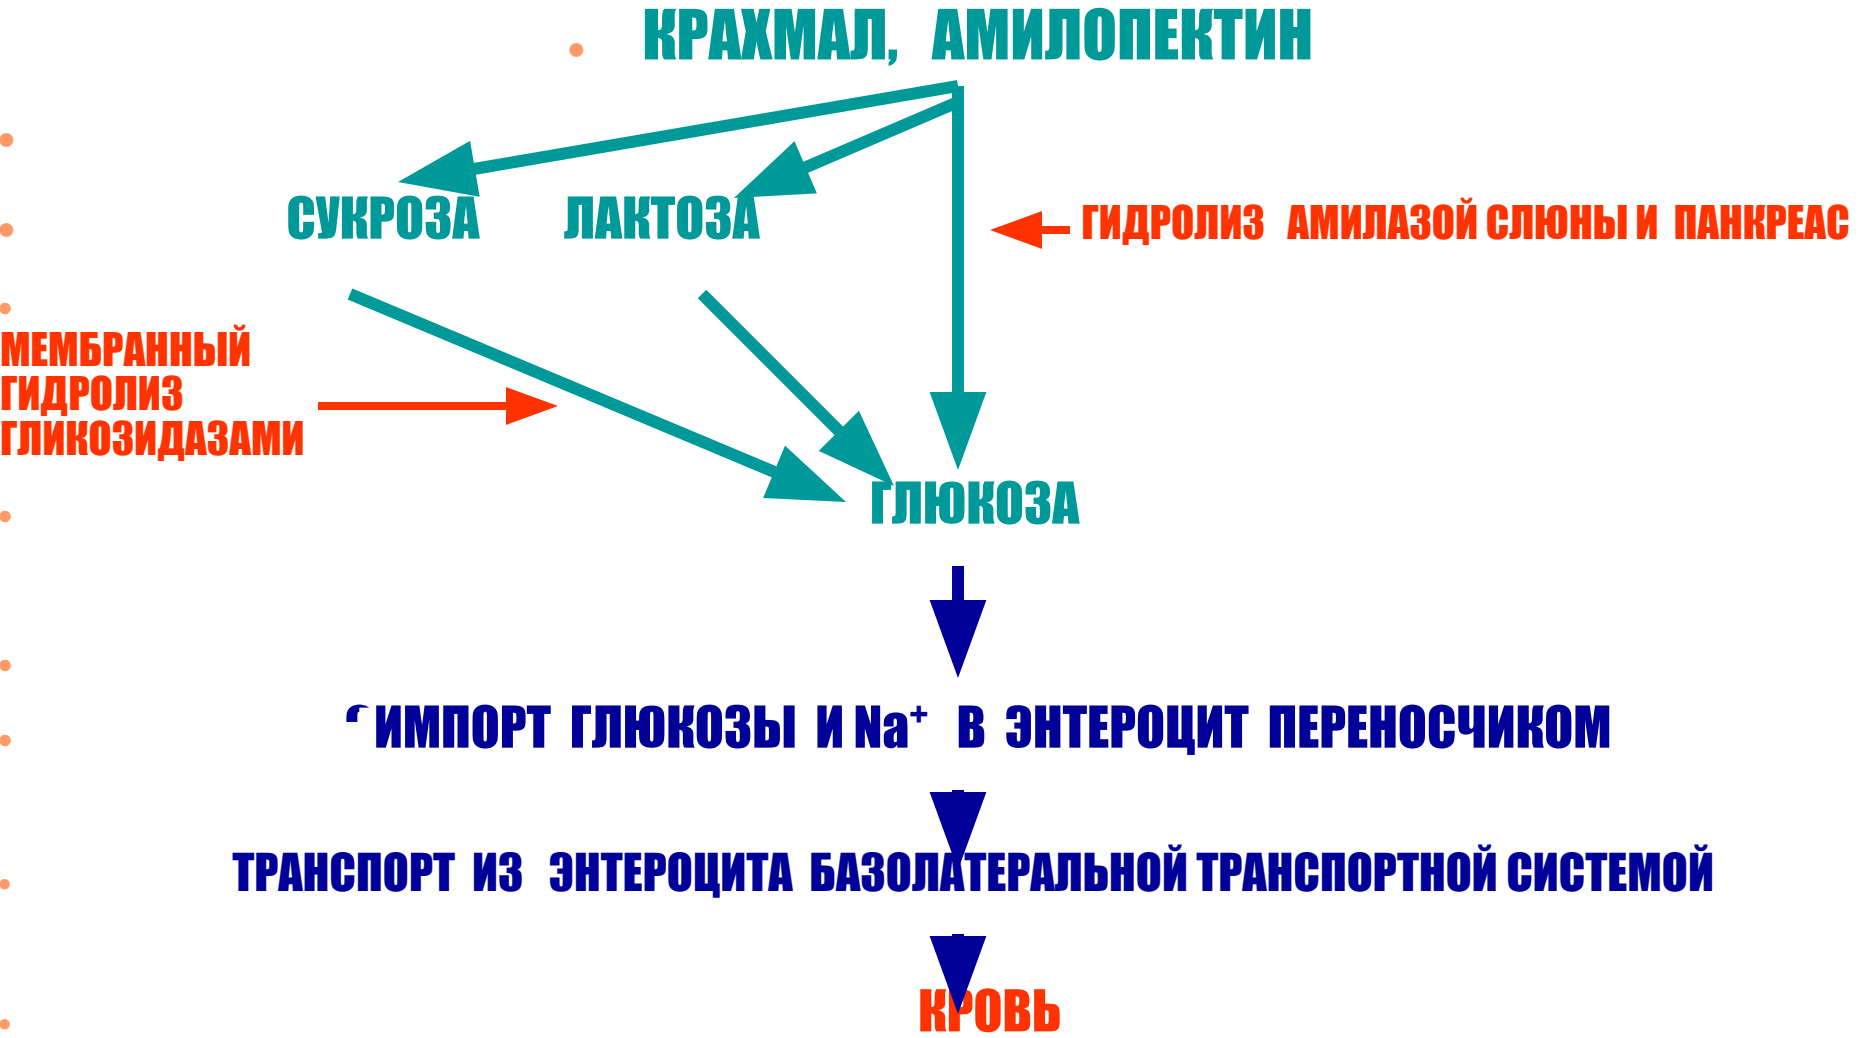 КРАХМАЛ, АМИЛОПЕКТИН
СУКРОЗА ЛАКТОЗА
ГИДРОЛИЗ АМИЛАЗОЙ СЛЮНЫ И ПАНКРЕАС
МЕМБРАННЫЙ
ГИДРОЛИЗ
ГЛИКОЗИДАЗАМИ
ГЛЮКОЗА
ИМПОРТ ГЛЮКОЗЫ И Na⁺ В ЭНТЕРОЦИТ ПЕРЕНОСЧИКОМ
ТРАНСПОРТ ИЗ ЭНТЕРОЦИТА БАЗОЛАТЕРАЛЬНОЙ ТРАНСПОРТНОЙ СИСТЕМОЙ
КРОВЬ